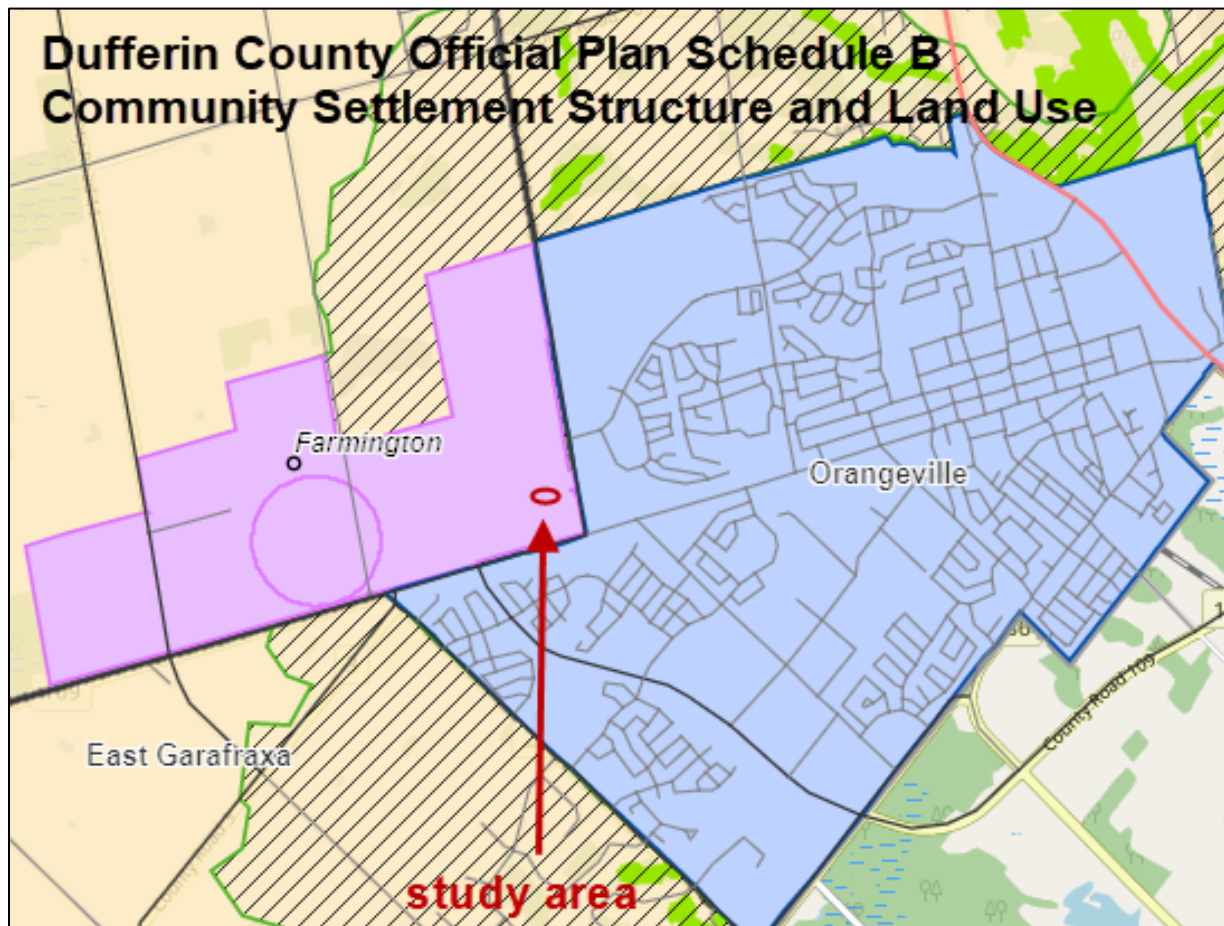 Dufferin County Official Plan Schedule B
Community Settlement Structure and Land Use
Farmington
Orangeville
East Garafraxa
County Road 109
study area